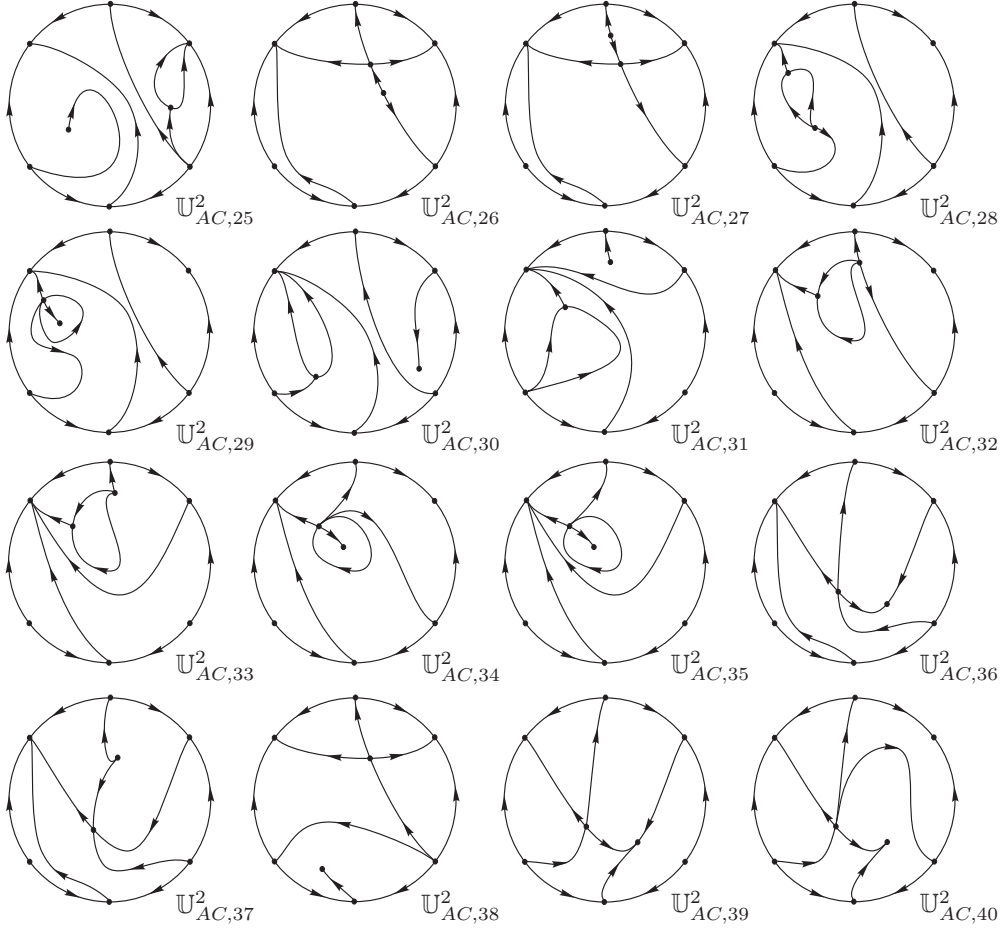 𝕌²_{AC,25} 𝕌²_{AC,26} 𝕌²_{AC,27} 𝕌²_{AC,28}
𝕌²_{AC,29} 𝕌²_{AC,30} 𝕌²_{AC,31} 𝕌²_{AC,32}
𝕌²_{AC,33} 𝕌²_{AC,34} 𝕌²_{AC,35} 𝕌²_{AC,36}
𝕌²_{AC,37} 𝕌²_{AC,38} 𝕌²_{AC,39} 𝕌²_{AC,40}